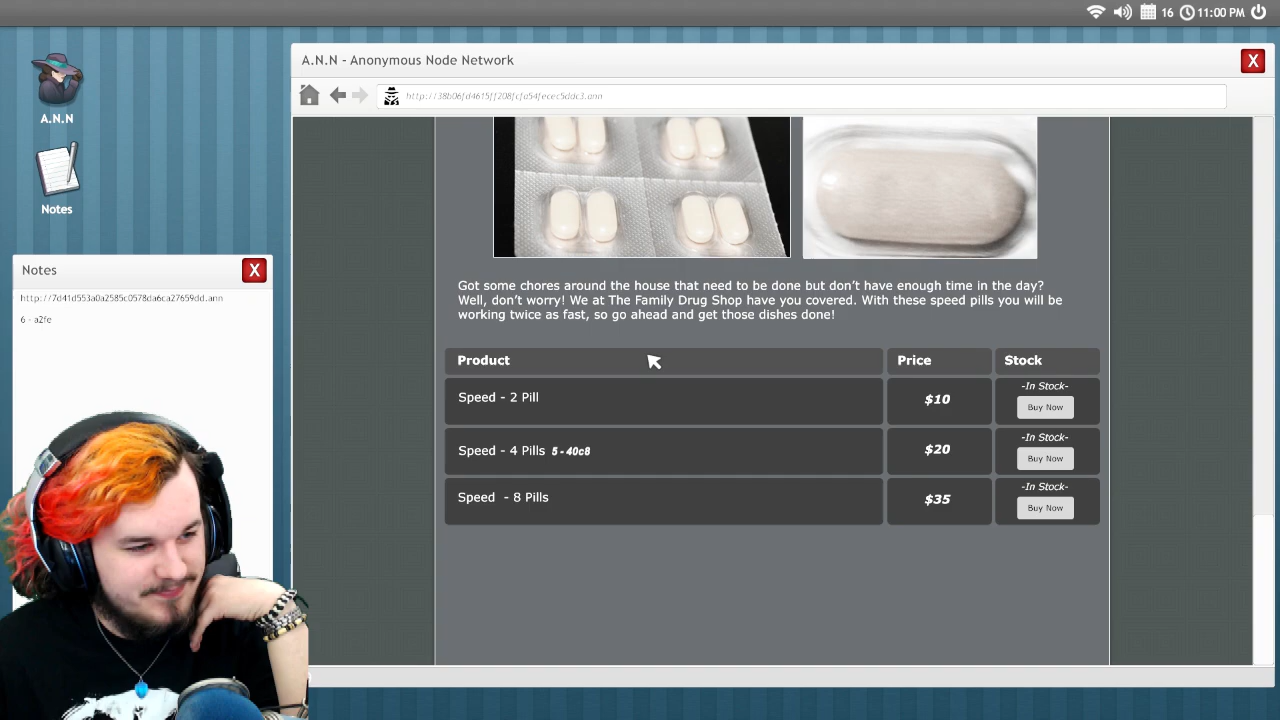 16 11:00 PM
A.N.N - Anonymous Node Network
X
http://38b06fd4615ff208fcfa54fecec5ddc3.ann
A.N.N
Notes
Notes
X
http://7d41d553a0a2585c0578da6ca27659dd.ann
6 - a2fe
Got some chores around the house that need to be done but don't have enough time in the day?
Well, don't worry! We at The Family Drug Shop have you covered. With these speed pills you will be
working twice as fast, so go ahead and get those dishes done!
Product Price Stock
Speed - 2 Pill $10 -In Stock-
Buy Now
Speed - 4 Pills 5 - 40c8 $20 -In Stock-
Buy Now
Speed - 8 Pills $35 -In Stock-
Buy Now